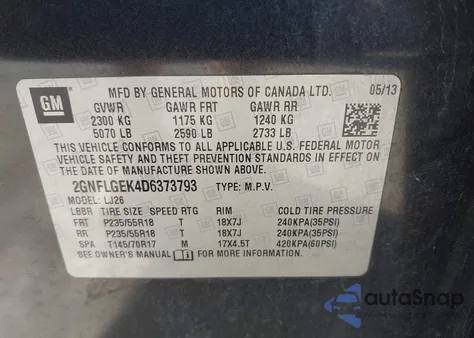 GM
MFD BY GENERAL MOTORS OF CANADA LTD. 05/13
GVWR GAWR FRT GAWR RR
2300 KG 1175 KG 1240 KG
5070 LB 2590 LB 2733 LB
THIS VEHICLE CONFORMS TO ALL APPLICABLE U.S. FEDERAL
MOTOR VEHICLE SAFETY, BUMPER, AND THEFT PREVENTION STANDARDS IN EFFECT ON
THE DATE OF MANUFACTURE SHOWN ABOVE.
2GNFLGEK4D6373793 TYPE: M.P.V.
MODEL: LJ26
TIRE SIZE SPEED RTG RIM COLD TIRE PRESSURE
FRT P235/55R18 T 18X7J 240KPA(35PSI)
RR P235/55R18 T 18X7J 240KPA(35PSI)
SPA T145/70R17 M 17X4.5T 420KPA(60PSI)
SEE OWNER'S MANUAL FOR ADDITIONAL INFORMATION.
autoSnap